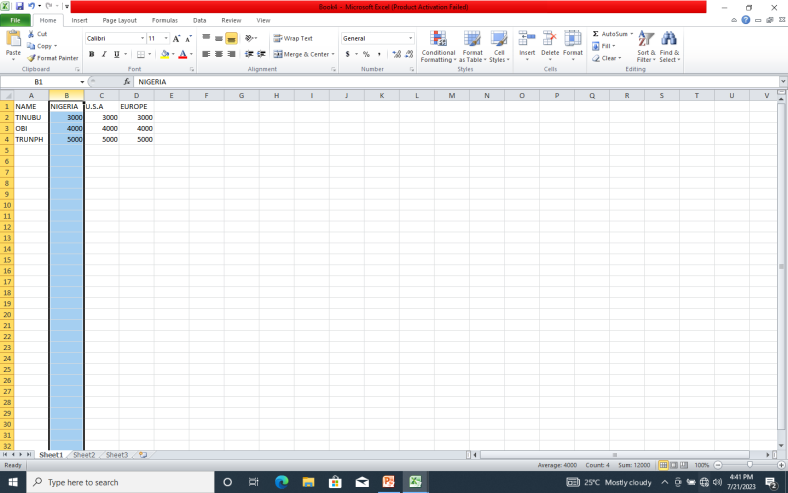 Book4 - Microsoft Excel (Product Activation Failed)
File Home Insert Page Layout Formulas Data Review View
Paste Cut Copy Format Painter Clipboard
Calibri 11 A A B I U A Font
Wrap Text Merge & Center Alignment
General $ % , Number
Conditional Formatting Format as Table Cell Styles Styles
Insert Delete Format Cells
Σ AutoSum Fill Clear Sort & Filter Find & Select Editing
B1 fx NIGERIA
A B C D E F G H I J K L M N O P Q R S T U V
1 NAME NIGERIA U.S.A EUROPE
2 TINUBU 3000 3000 3000
3 OBI 4000 4000 4000
4 TRUNPH 5000 5000 5000
5
6
7
8
9
10
11
12
13
14
15
16
17
18
19
20
21
22
23
24
25
26
27
28
29
30
31
32
Sheet1 Sheet2 Sheet3
Ready Average: 4000 Count: 4 Sum: 12000 100%
Type here to search 25°C Mostly cloudy 4:41 PM
7/21/2023 2